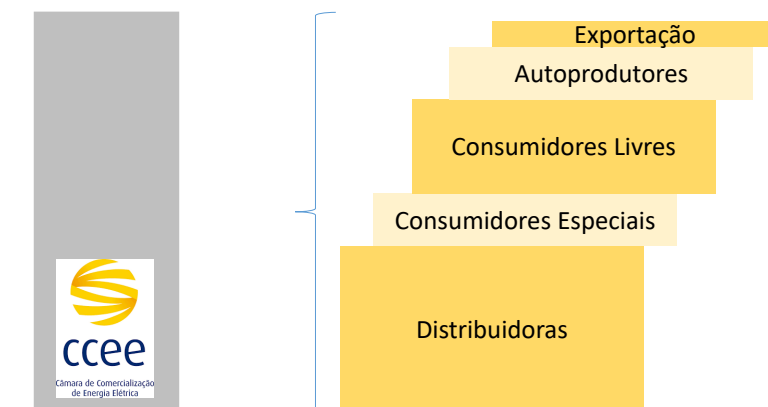 Exportação
Autoprodutores
Consumidores Livres
Consumidores Especiais
Distribuidoras
ccee
Câmara de Comercialização
de Energia Elétrica